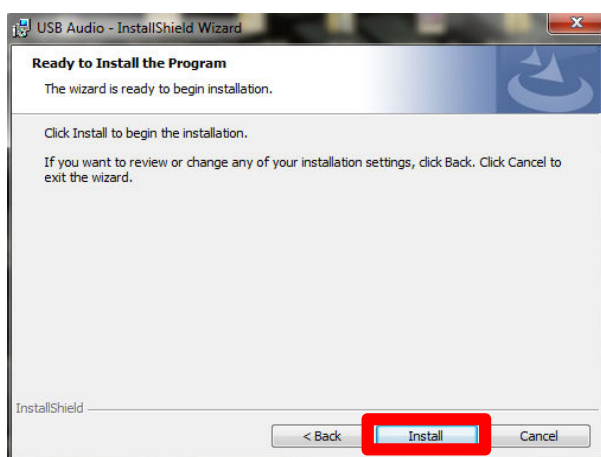 USB Audio - InstallShield Wizard
Ready to Install the Program
The wizard is ready to begin installation.
Click Install to begin the installation.
If you want to review or change any of your installation settings, click Back. Click Cancel to
exit the wizard.
InstallShield
< Back Install Cancel